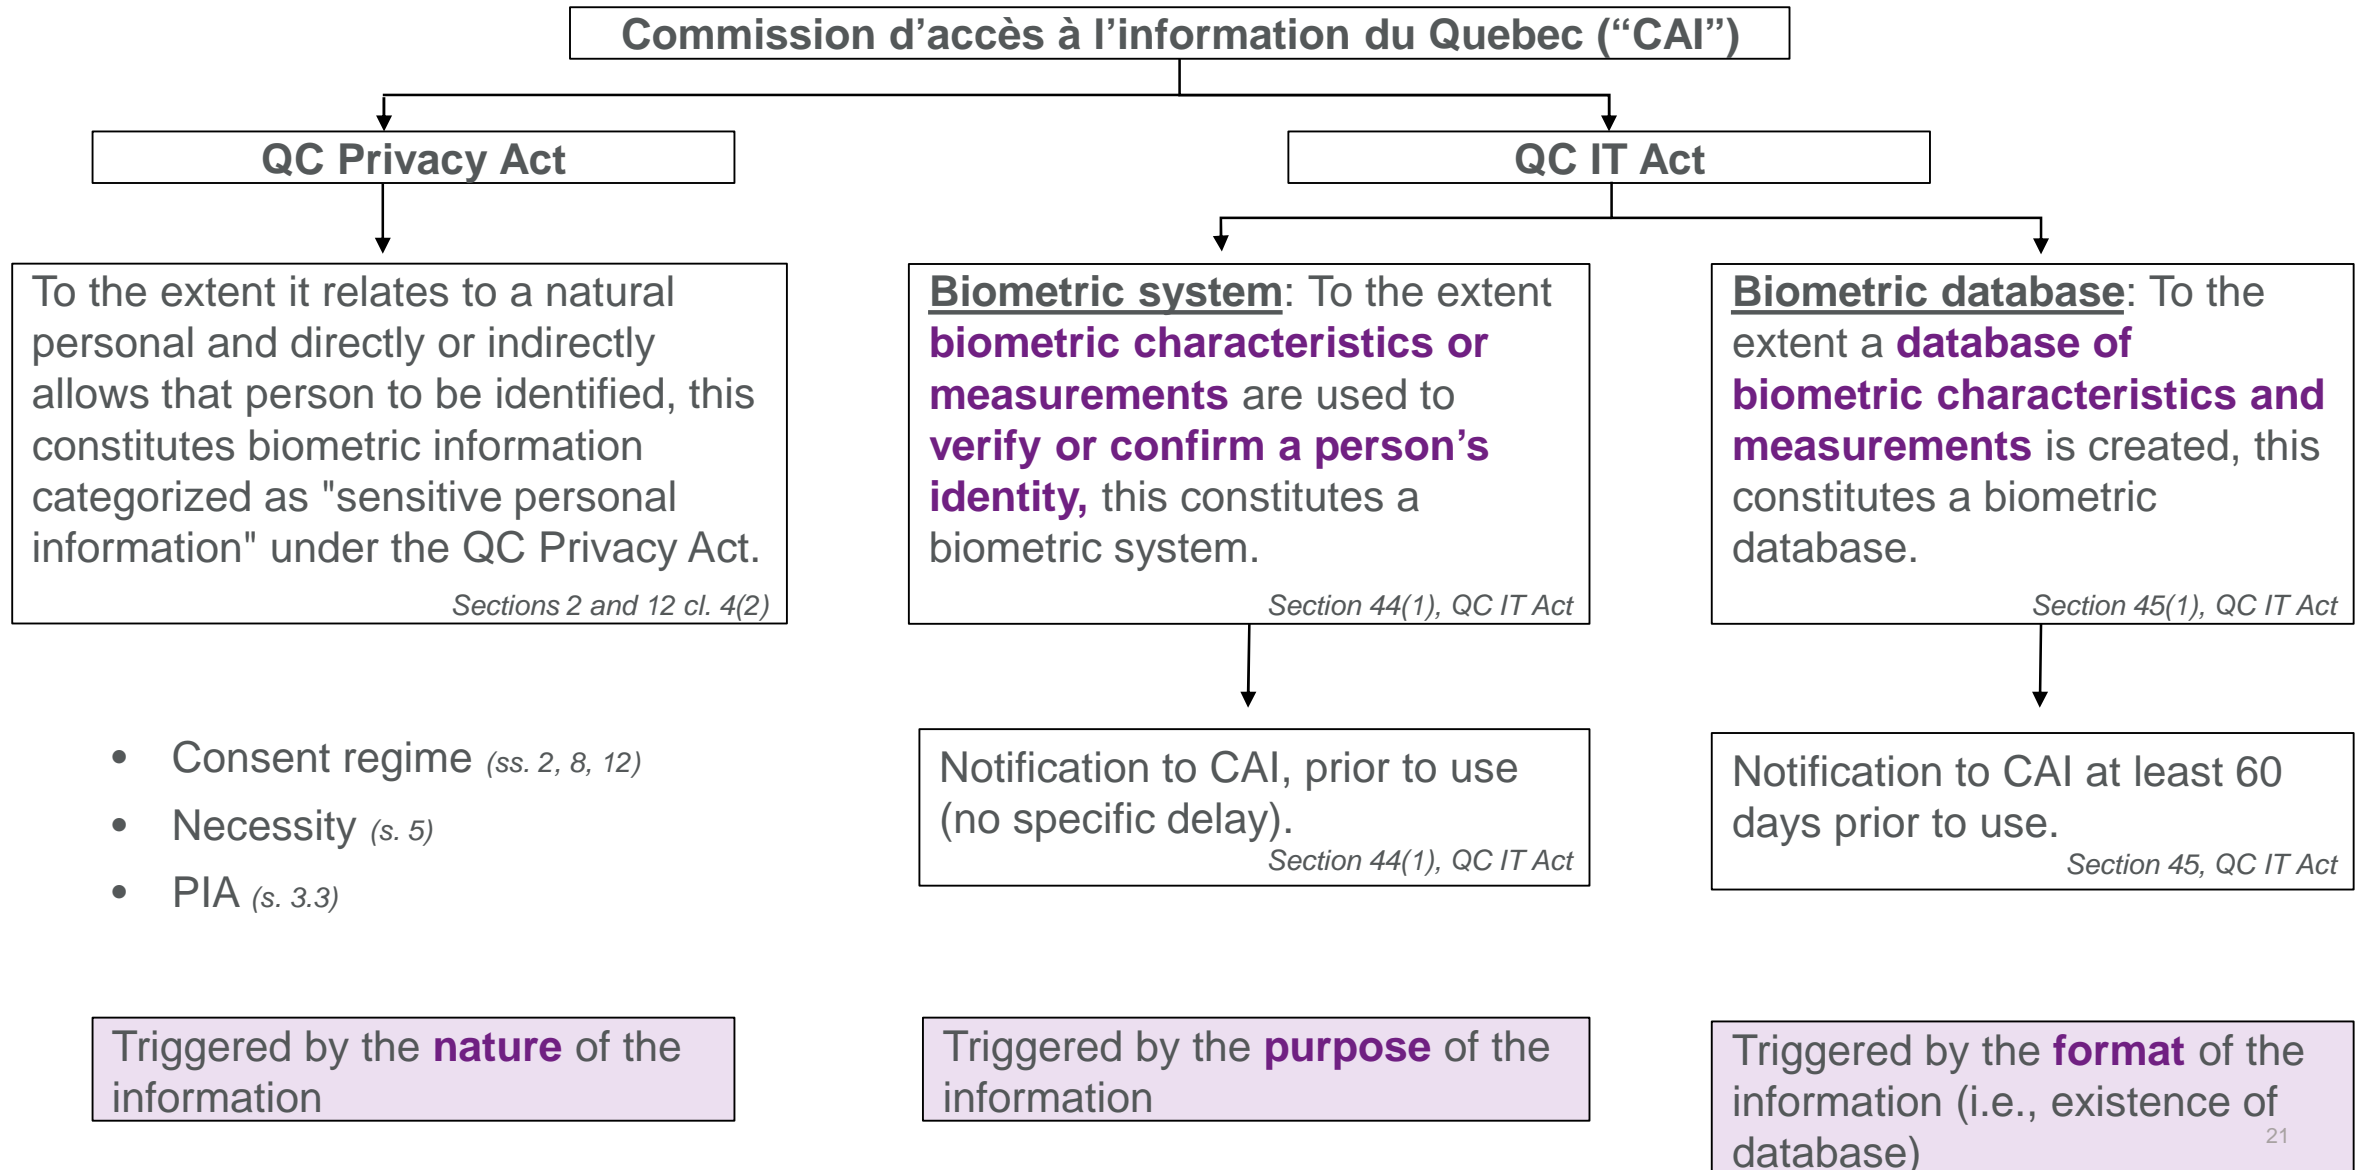 Commission d’accès à l’information du Quebec (“CAI”)
QC Privacy Act
QC IT Act
To the extent it relates to a natural
personal and directly or indirectly
allows that person to be identified, this
constitutes biometric information
categorized as "sensitive personal
information" under the QC Privacy Act.
Sections 2 and 12 cl. 4(2)
Biometric system: To the extent
biometric characteristics or
measurements are used to
verify or confirm a person’s
identity, this constitutes a
biometric system.
Section 44(1), QC IT Act
Biometric database: To the
extent a database of
biometric characteristics and
measurements is created, this
constitutes a biometric
database.
Section 45(1), QC IT Act
• Consent regime (ss. 2, 8, 12)
• Necessity (s. 5)
• PIA (s. 3.3)
Notification to CAI, prior to use
(no specific delay).
Section 44(1), QC IT Act
Notification to CAI at least 60
days prior to use.
Section 45, QC IT Act
Triggered by the nature of the
information
Triggered by the purpose of the
information
Triggered by the format of the
information (i.e., existence of
database)
21